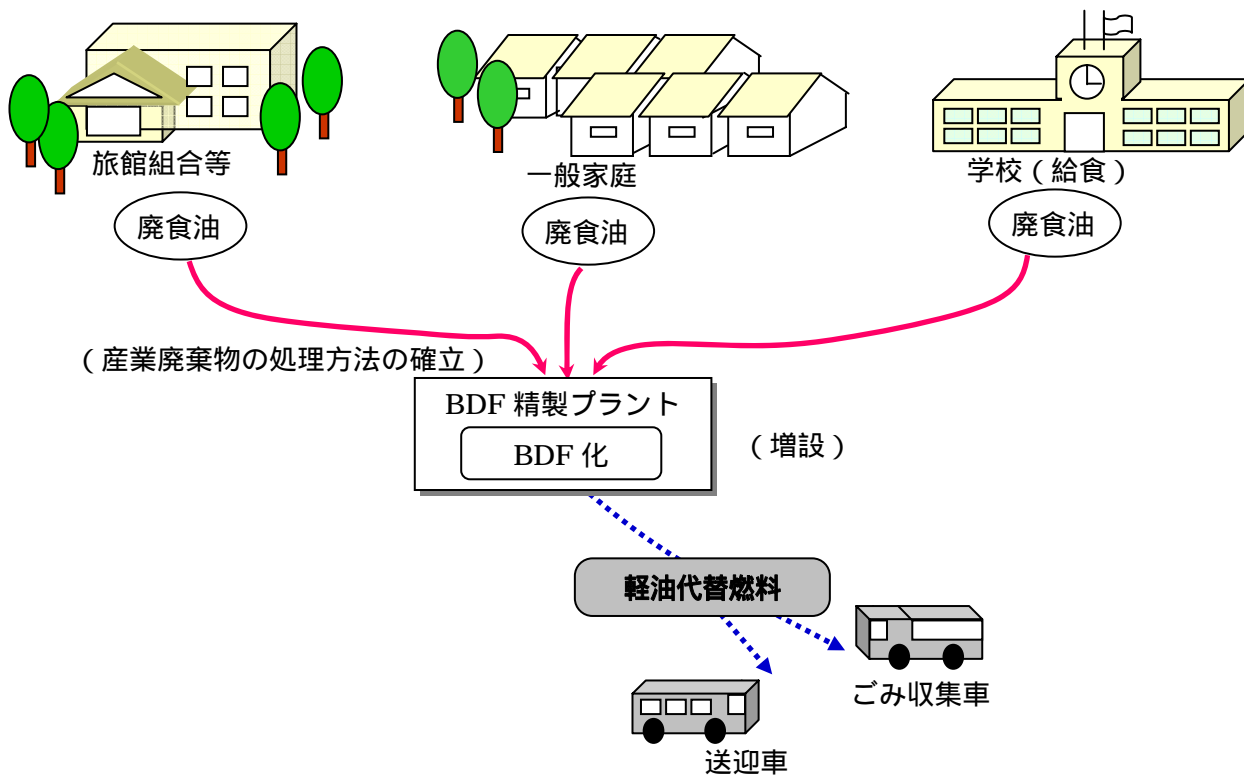 旅館組合等
一般家庭
学校（給食）
廃食油
廃食油
廃食油
（産業廃棄物の処理方法の確立）
BDF 精製プラント
BDF 化
（増設）
軽油代替燃料
ごみ収集車
送迎車